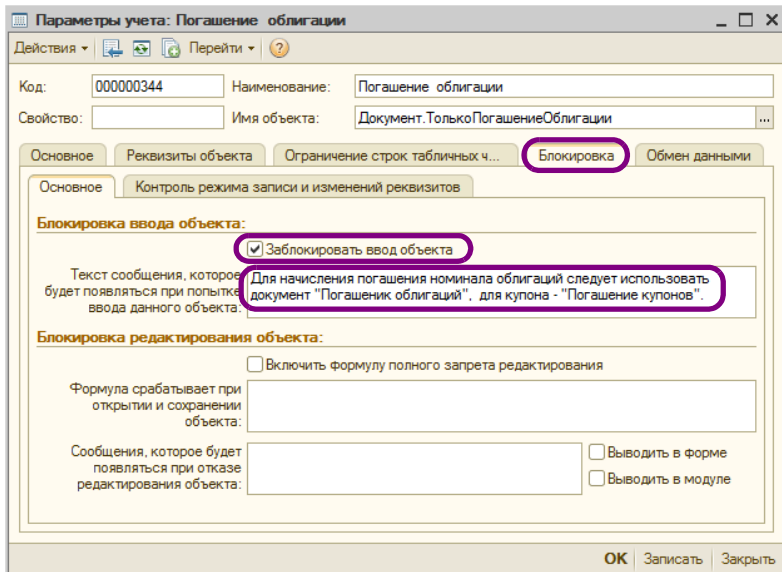 Параметры учета: Погашение  облигации
Действия Перейти
Код: 000000344 Наименование: Погашение  облигации
Свойство: Имя объекта: Документ.ТолькоПогашениеОблигации ...
Основное Реквизиты объекта Ограничение строк табличных ч... Блокировка Обмен данными
Основное Контроль режима записи и изменений реквизитов
Блокировка ввода объекта:
Заблокировать ввод объекта
Текст сообщения, которое
будет появляться при попытке
ввода данного объекта:
Для начисления погашения номинала облигаций следует использовать
документ "Погашеник облигаций",  для купона - "Погашение купонов".
Блокировка редактирования объекта:
Включить формулу полного запрета редактирования
Формула срабатывает при
открытии и сохранении
объекта:
Сообщения, которое будет
появляться при отказе
редактирования объекта:
Выводить в форме
Выводить в модуле
OK Записать Закрыть